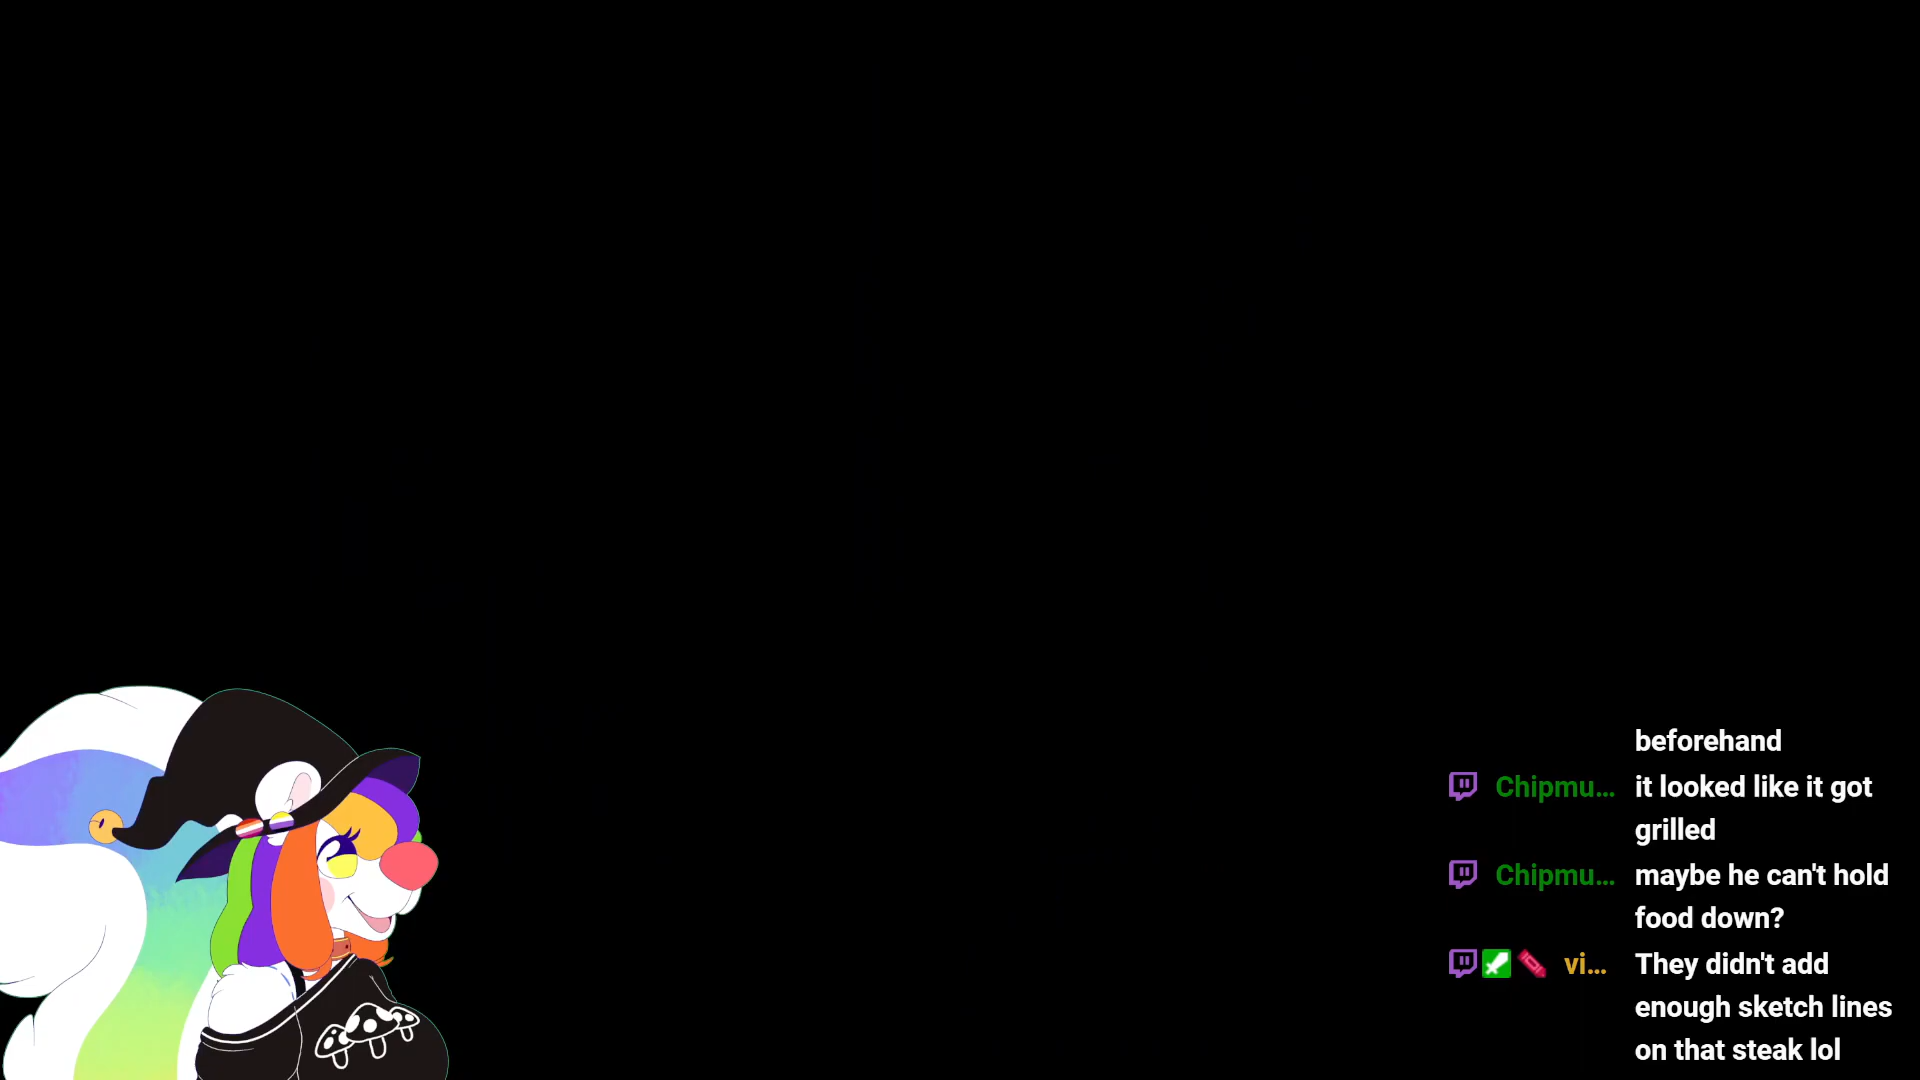 beforehand
Chipmu... it looked like it got
grilled
Chipmu... maybe he can't hold
food down?
vi... They didn't add
enough sketch lines
on that steak lol